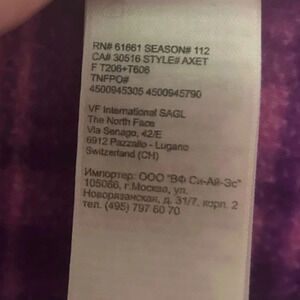 RN# 61661 SEASON# 112
CA# 30516 STYLE# AXET
F T206+T606
TNFPO#
4500945305 4500945790
VF International SAGL
The North Face
Via Senago, 42/E
6912 Pazzallo - Lugano
Switzerland (CH)
Импортер: ООО "ВФ Си-Ай-Эс"
105066, г.Москва, ул.
Новорязанская, д. 31/7, корп. 2
тел. (495) 797 60 70